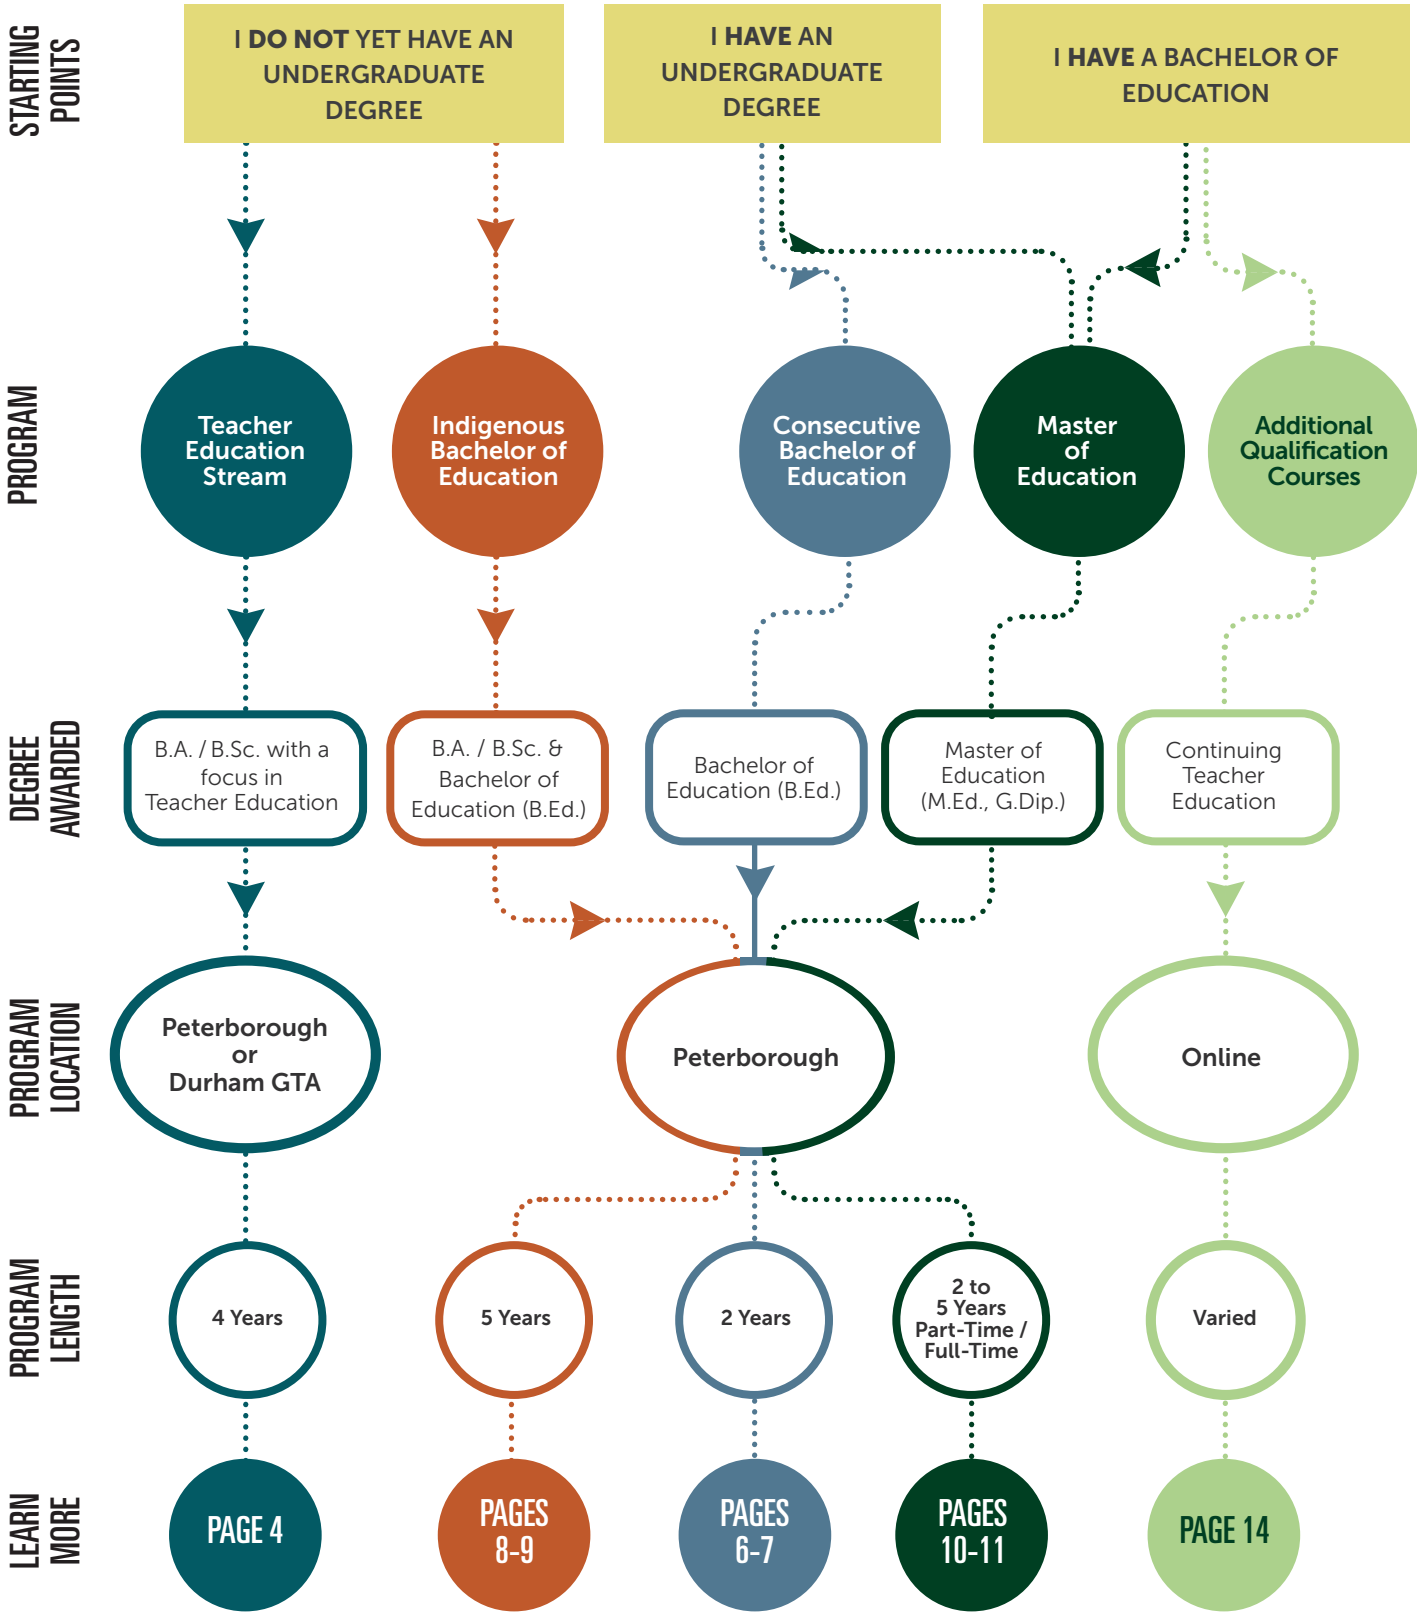 STARTING
POINTS
I DO NOT YET HAVE AN
UNDERGRADUATE
DEGREE
I HAVE AN
UNDERGRADUATE
DEGREE
I HAVE A BACHELOR OF
EDUCATION
PROGRAM
Teacher
Education
Stream
Indigenous
Bachelor of
Education
Consecutive
Bachelor of
Education
Master
of
Education
Additional
Qualification
Courses
DEGREE
AWARDED
B.A. / B.Sc. with a
focus in
Teacher Education
B.A. / B.Sc. &
Bachelor of
Education (B.Ed.)
Bachelor of
Education (B.Ed.)
Master of
Education
(M.Ed., G.Dip.)
Continuing
Teacher
Education
PROGRAM
LOCATION
Peterborough
or
Durham GTA
Peterborough
Online
PROGRAM
LENGTH
4 Years
5 Years
2 Years
2 to
5 Years
Part-Time /
Full-Time
Varied
LEARN
MORE
PAGE 4
PAGES
8-9
PAGES
6-7
PAGES
10-11
PAGE 14